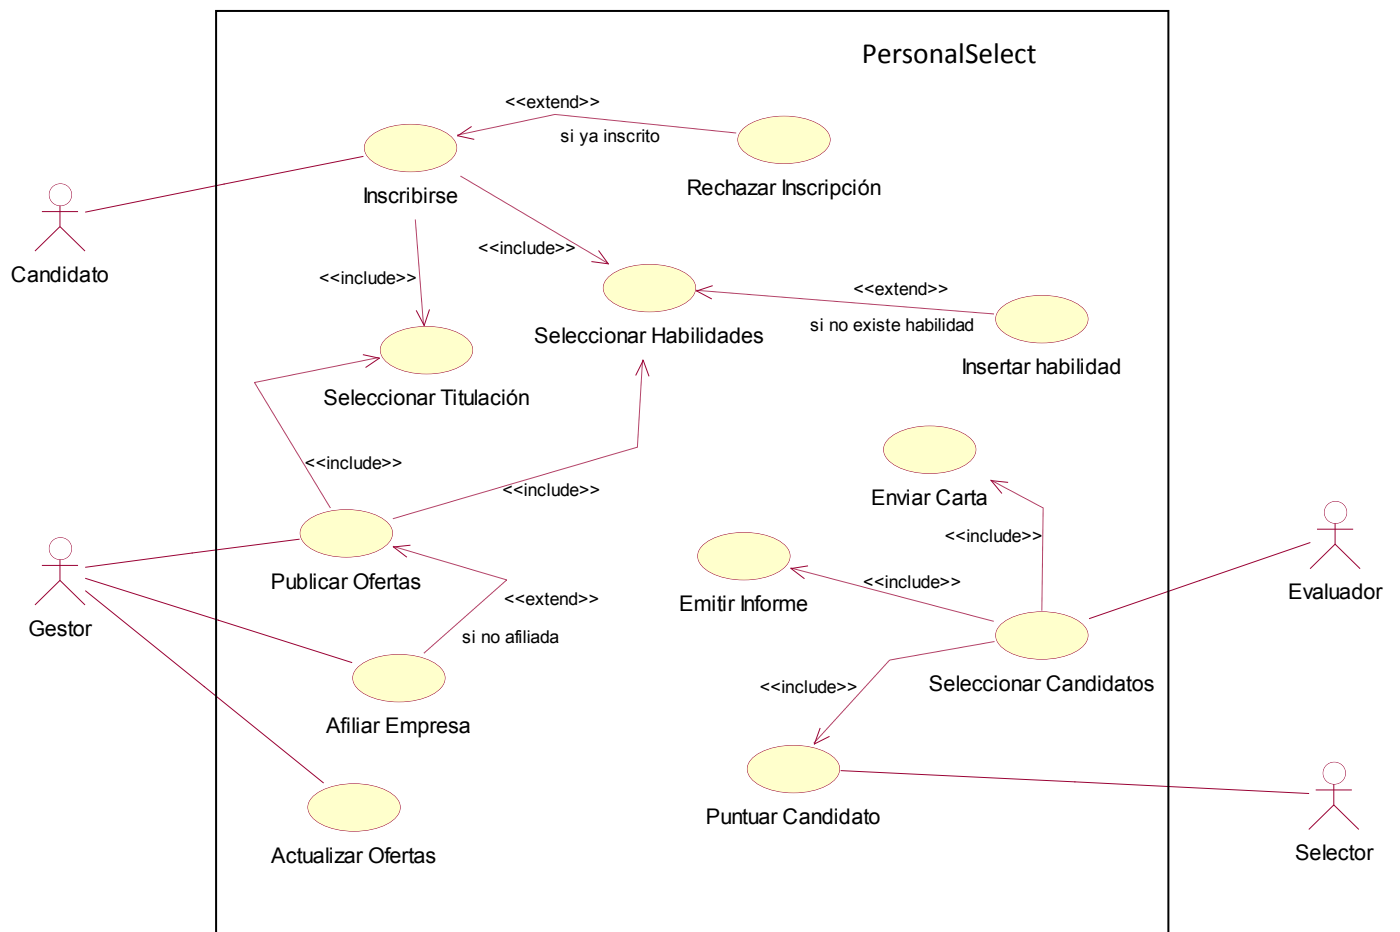 PersonalSelect
<<extend>>
si ya inscrito
Rechazar Inscripción
Inscribirse
Candidato
<<include>>
<<include>>
<<extend>>
si no existe habilidad
Seleccionar Habilidades
Insertar habilidad
Seleccionar Titulación
<<include>>
<<include>>
Enviar Carta
<<include>>
Publicar Ofertas
<<include>>
Emitir Informe
Evaluador
<<extend>>
Gestor
si no afiliada
Seleccionar Candidatos
<<include>>
Afiliar Empresa
Puntuar Candidato
Actualizar Ofertas
Selector